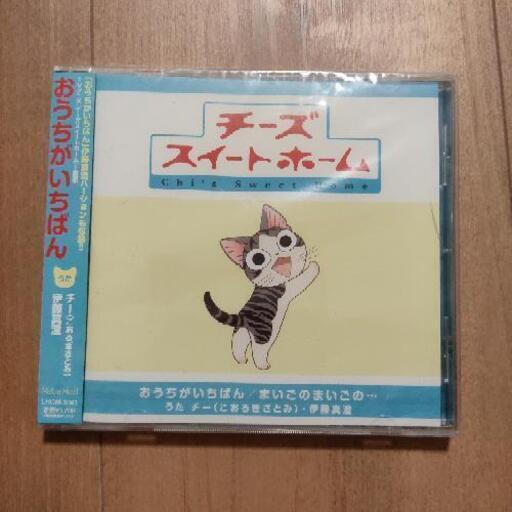 チーズ
スイートホーム
Chi's Sweet Home
おうちがいちばん/まいごのまいごの…
うた チー(こおろぎさとみ)・伊藤真澄
おうちがいちばん
うた
チー(こおろぎさとみ)
伊藤真澄